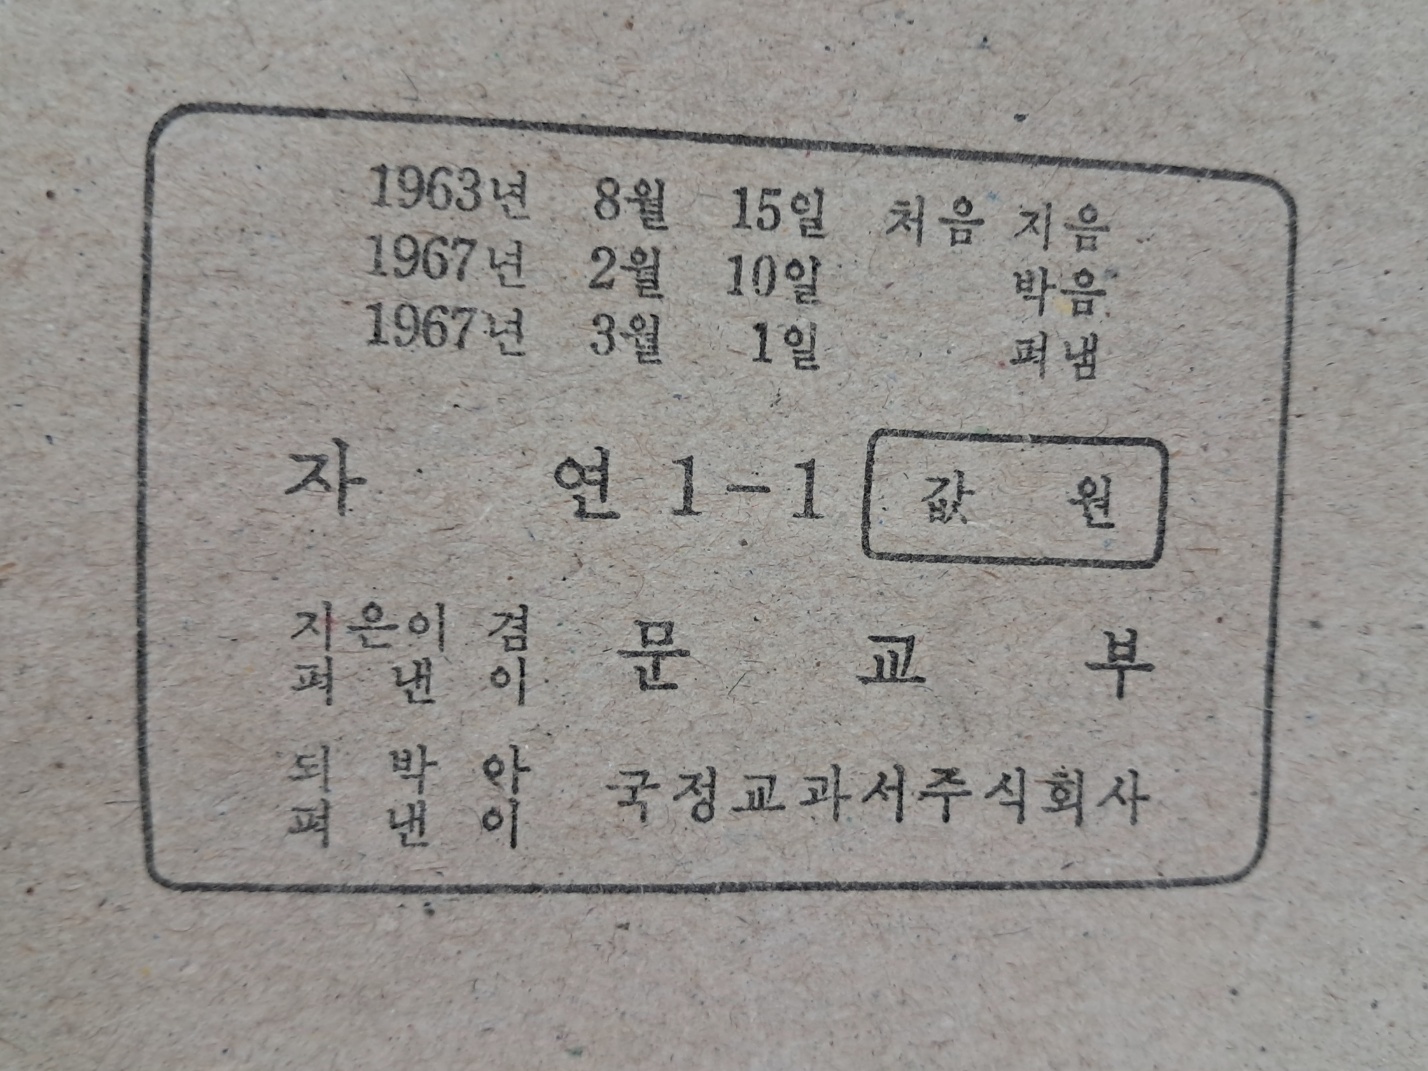 1963년 8월 15일 처음 지음
1967년 2월 10일 박음
1967년 3월 1일 펴냄
자 연 1-1
값 원
지은이 겸
펴 낸 이
문 교 부
되 박 아
펴 낸 이
국정교과서주식회사